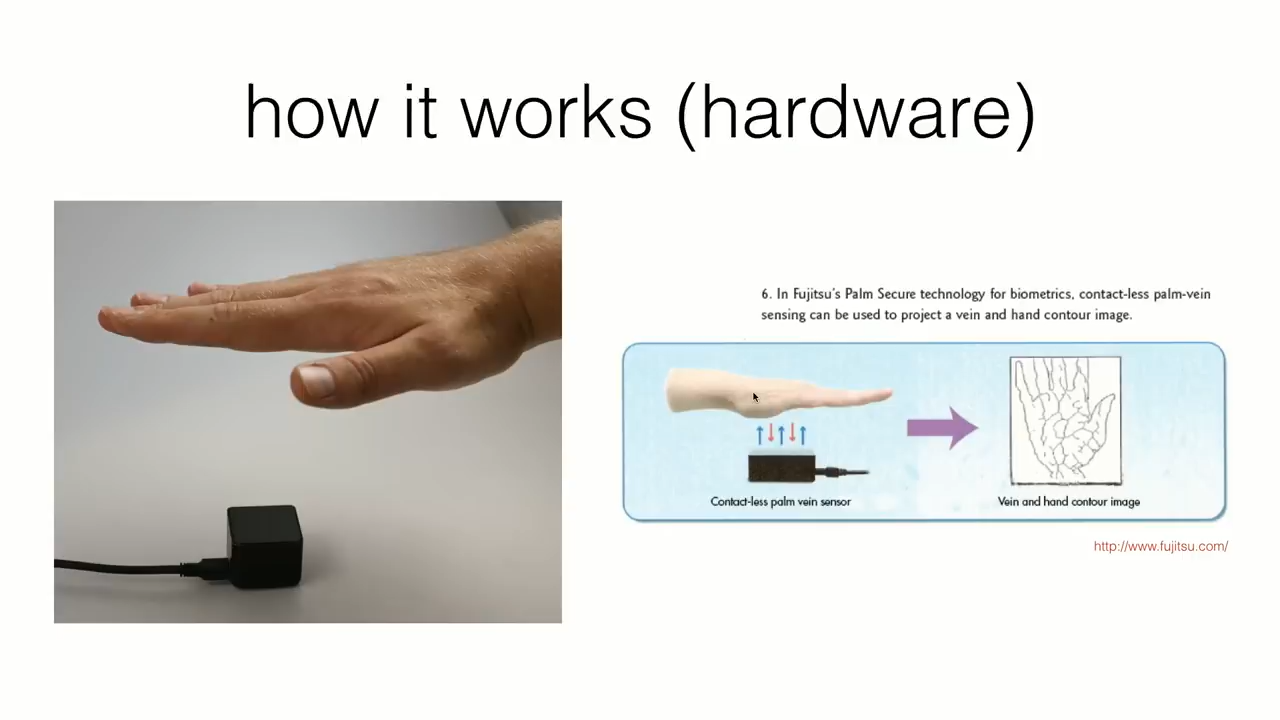 how it works (hardware)
6. In Fujitsu's Palm Secure technology for biometrics, contact-less palm-vein
sensing can be used to project a vein and hand contour image.
Contact-less palm vein sensor
Vein and hand contour image
http://www.fujitsu.com/